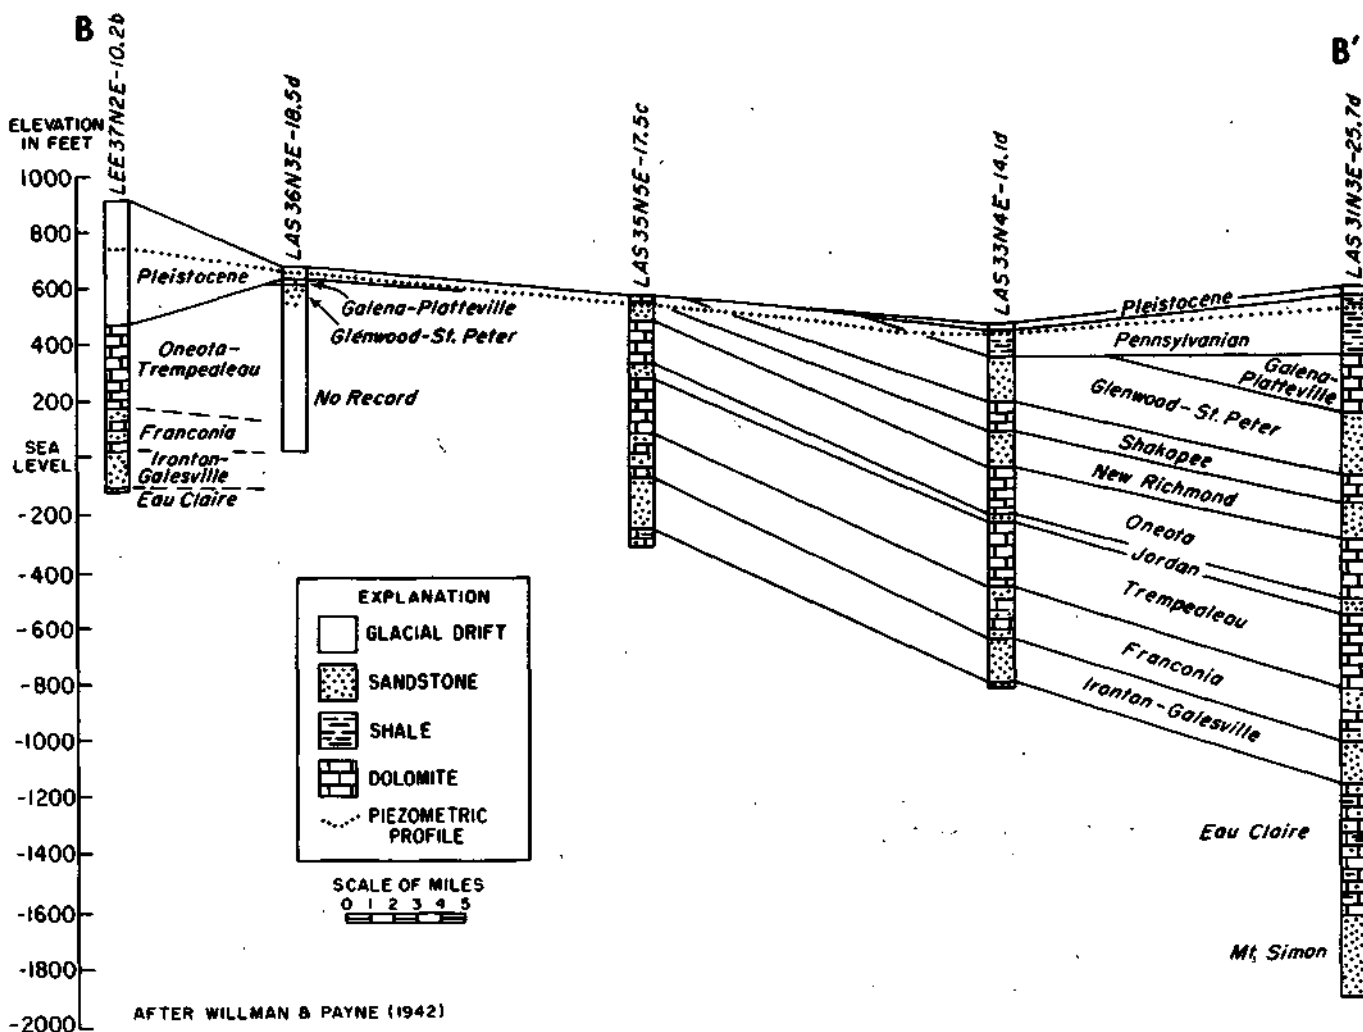 B
B'
LEE37N2E-10.2b
LAS36N3E-18.5d
LAS35N5E-17.5c
LAS33N4E-14.1d
LAS31N3E-25.7d
ELEVATION
IN FEET
1000
800
600
400
200
SEA
LEVEL
-200
-400
-600
-800
-1000
-1200
-1400
-1600
-1800
-2000
Pleistocene
Oneota-
Trempealeau
Franconia
Ironton-
Galesville
Eau Claire
Galena-Platteville
Glenwood-St. Peter
No Record
Pleistocene
Pennsylvanian
Galena-
Platteville
Glenwood-St. Peter
Shakopee
New Richmond
Oneota
Jordan
Trempealeau
Franconia
Ironton-Galesville
Eau Claire
Mt. Simon
EXPLANATION
GLACIAL DRIFT
SANDSTONE
SHALE
DOLOMITE
PIEZOMETRIC
PROFILE
SCALE OF MILES
0 1 2 3 4 5
AFTER WILLMAN & PAYNE (1942)